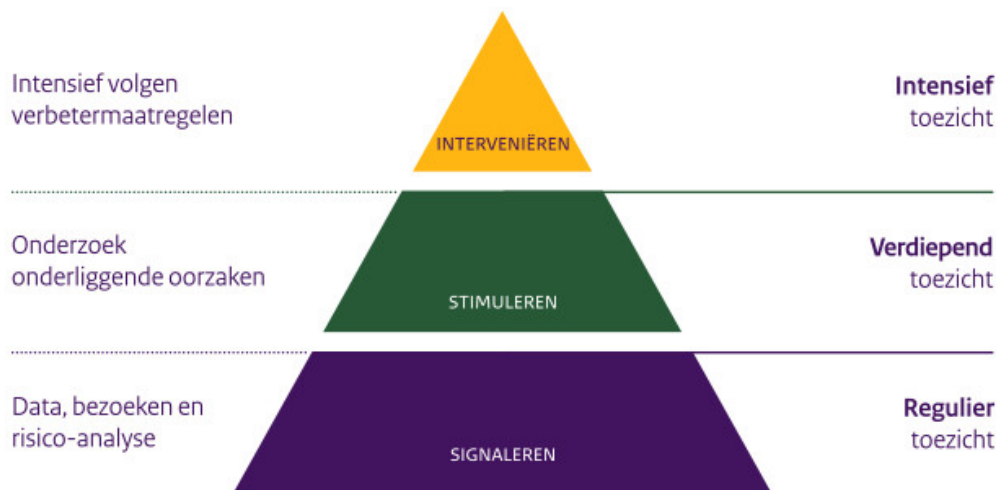 Intensief volgen
verbetermaatregelen
INTERVENIËREN
Intensief
toezicht
Onderzoek
onderliggende oorzaken
STIMULEREN
Verdiepend
toezicht
Data, bezoeken en
risico-analyse
SIGNALEREN
Regulier
toezicht